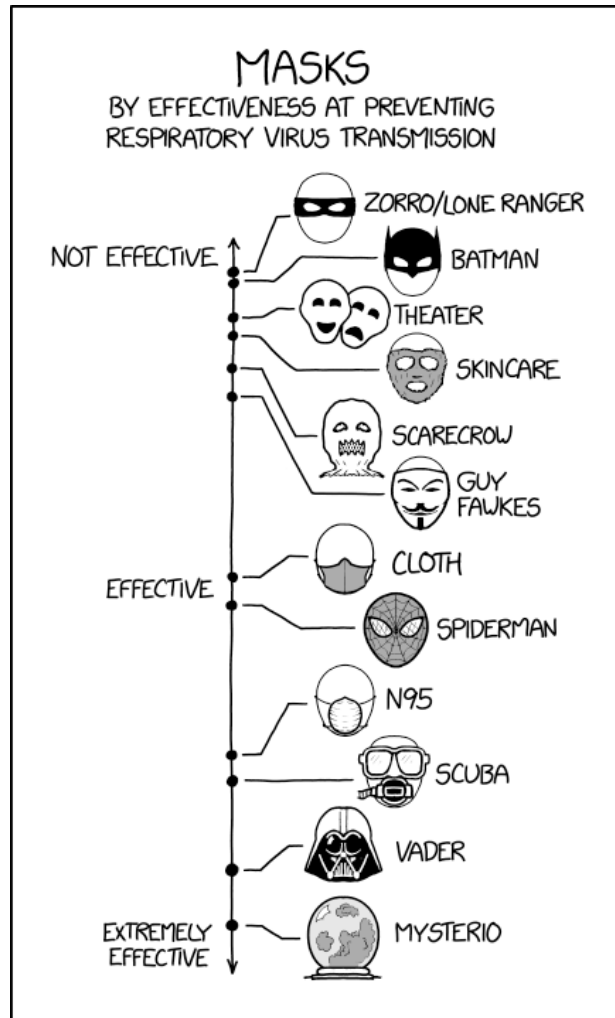 MASKS
BY EFFECTIVENESS AT PREVENTING
RESPIRATORY VIRUS TRANSMISSION
ZORRO/LONE RANGER
NOT EFFECTIVE
BATMAN
THEATER
SKINCARE
SCARECROW
GUY
FAWKES
CLOTH
EFFECTIVE
SPIDERMAN
N95
SCUBA
VADER
MYSTERIO
EXTREMELY
EFFECTIVE